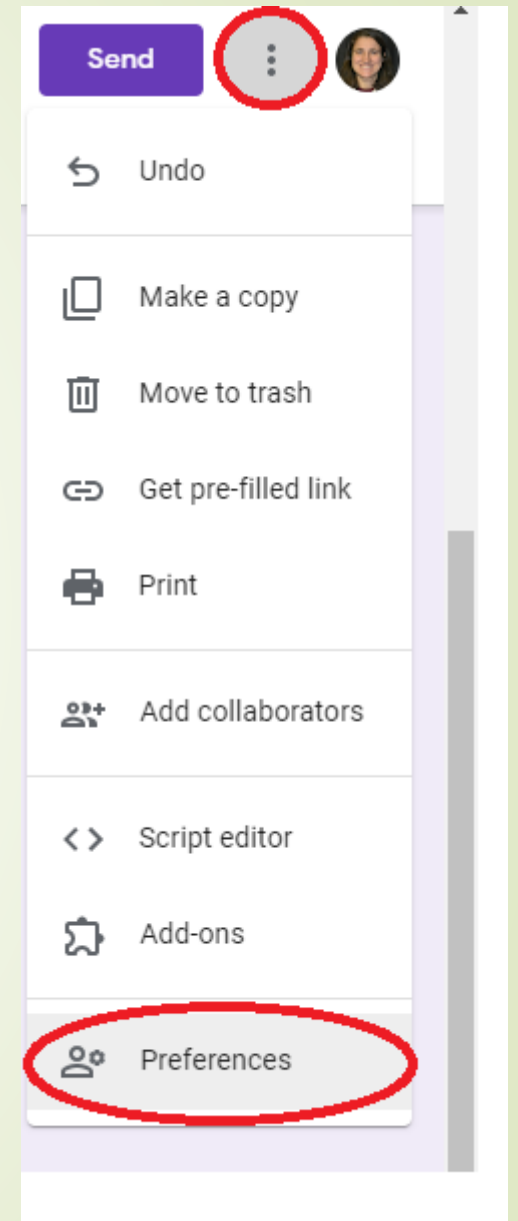 Send
Undo
Make a copy
Move to trash
Get pre-filled link
Print
Add collaborators
Script editor
Add-ons
Preferences